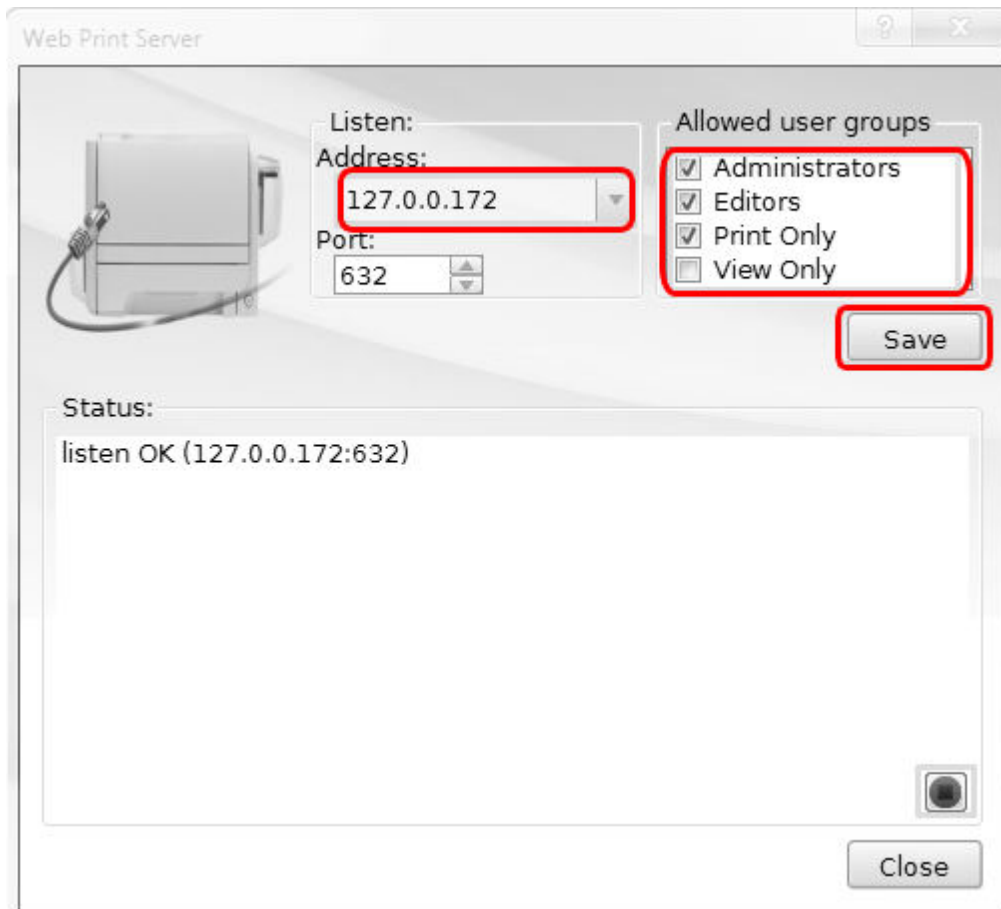 Web Print Server
Listen:
Address:
127.0.0.172
Port:
632
Allowed user groups
Administrators
Editors
Print Only
View Only
Save
Status:
listen OK (127.0.0.172:632)
Close